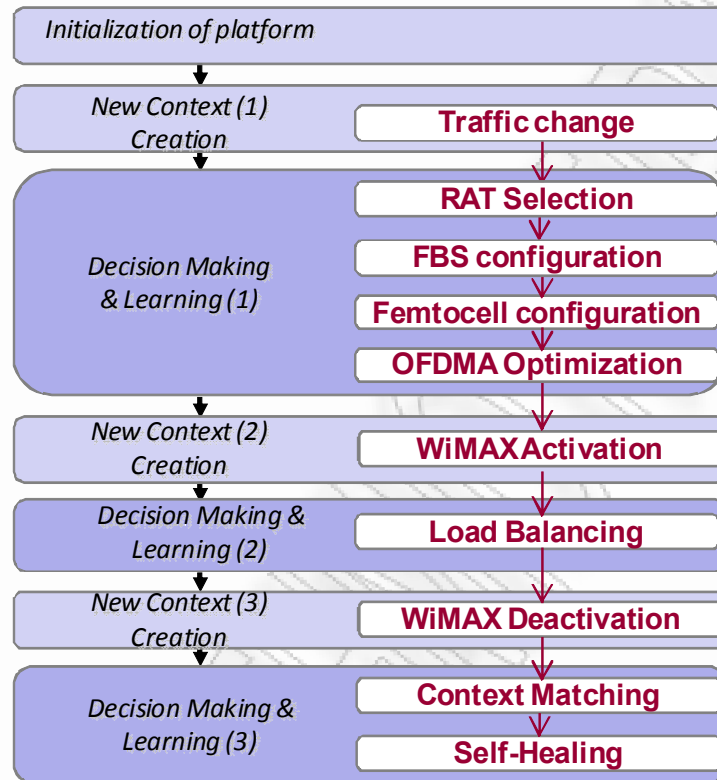 Initialization of platform
New Context (1)
Creation
Traffic change
Decision Making
& Learning (1)
RAT Selection
FBS configuration
Femtocell configuration
OFDMA Optimization
New Context (2)
Creation
WiMAX Activation
Decision Making &
Learning (2)
Load Balancing
New Context (3)
Creation
WiMAX Deactivation
Decision Making &
Learning (3)
Context Matching
Self-Healing